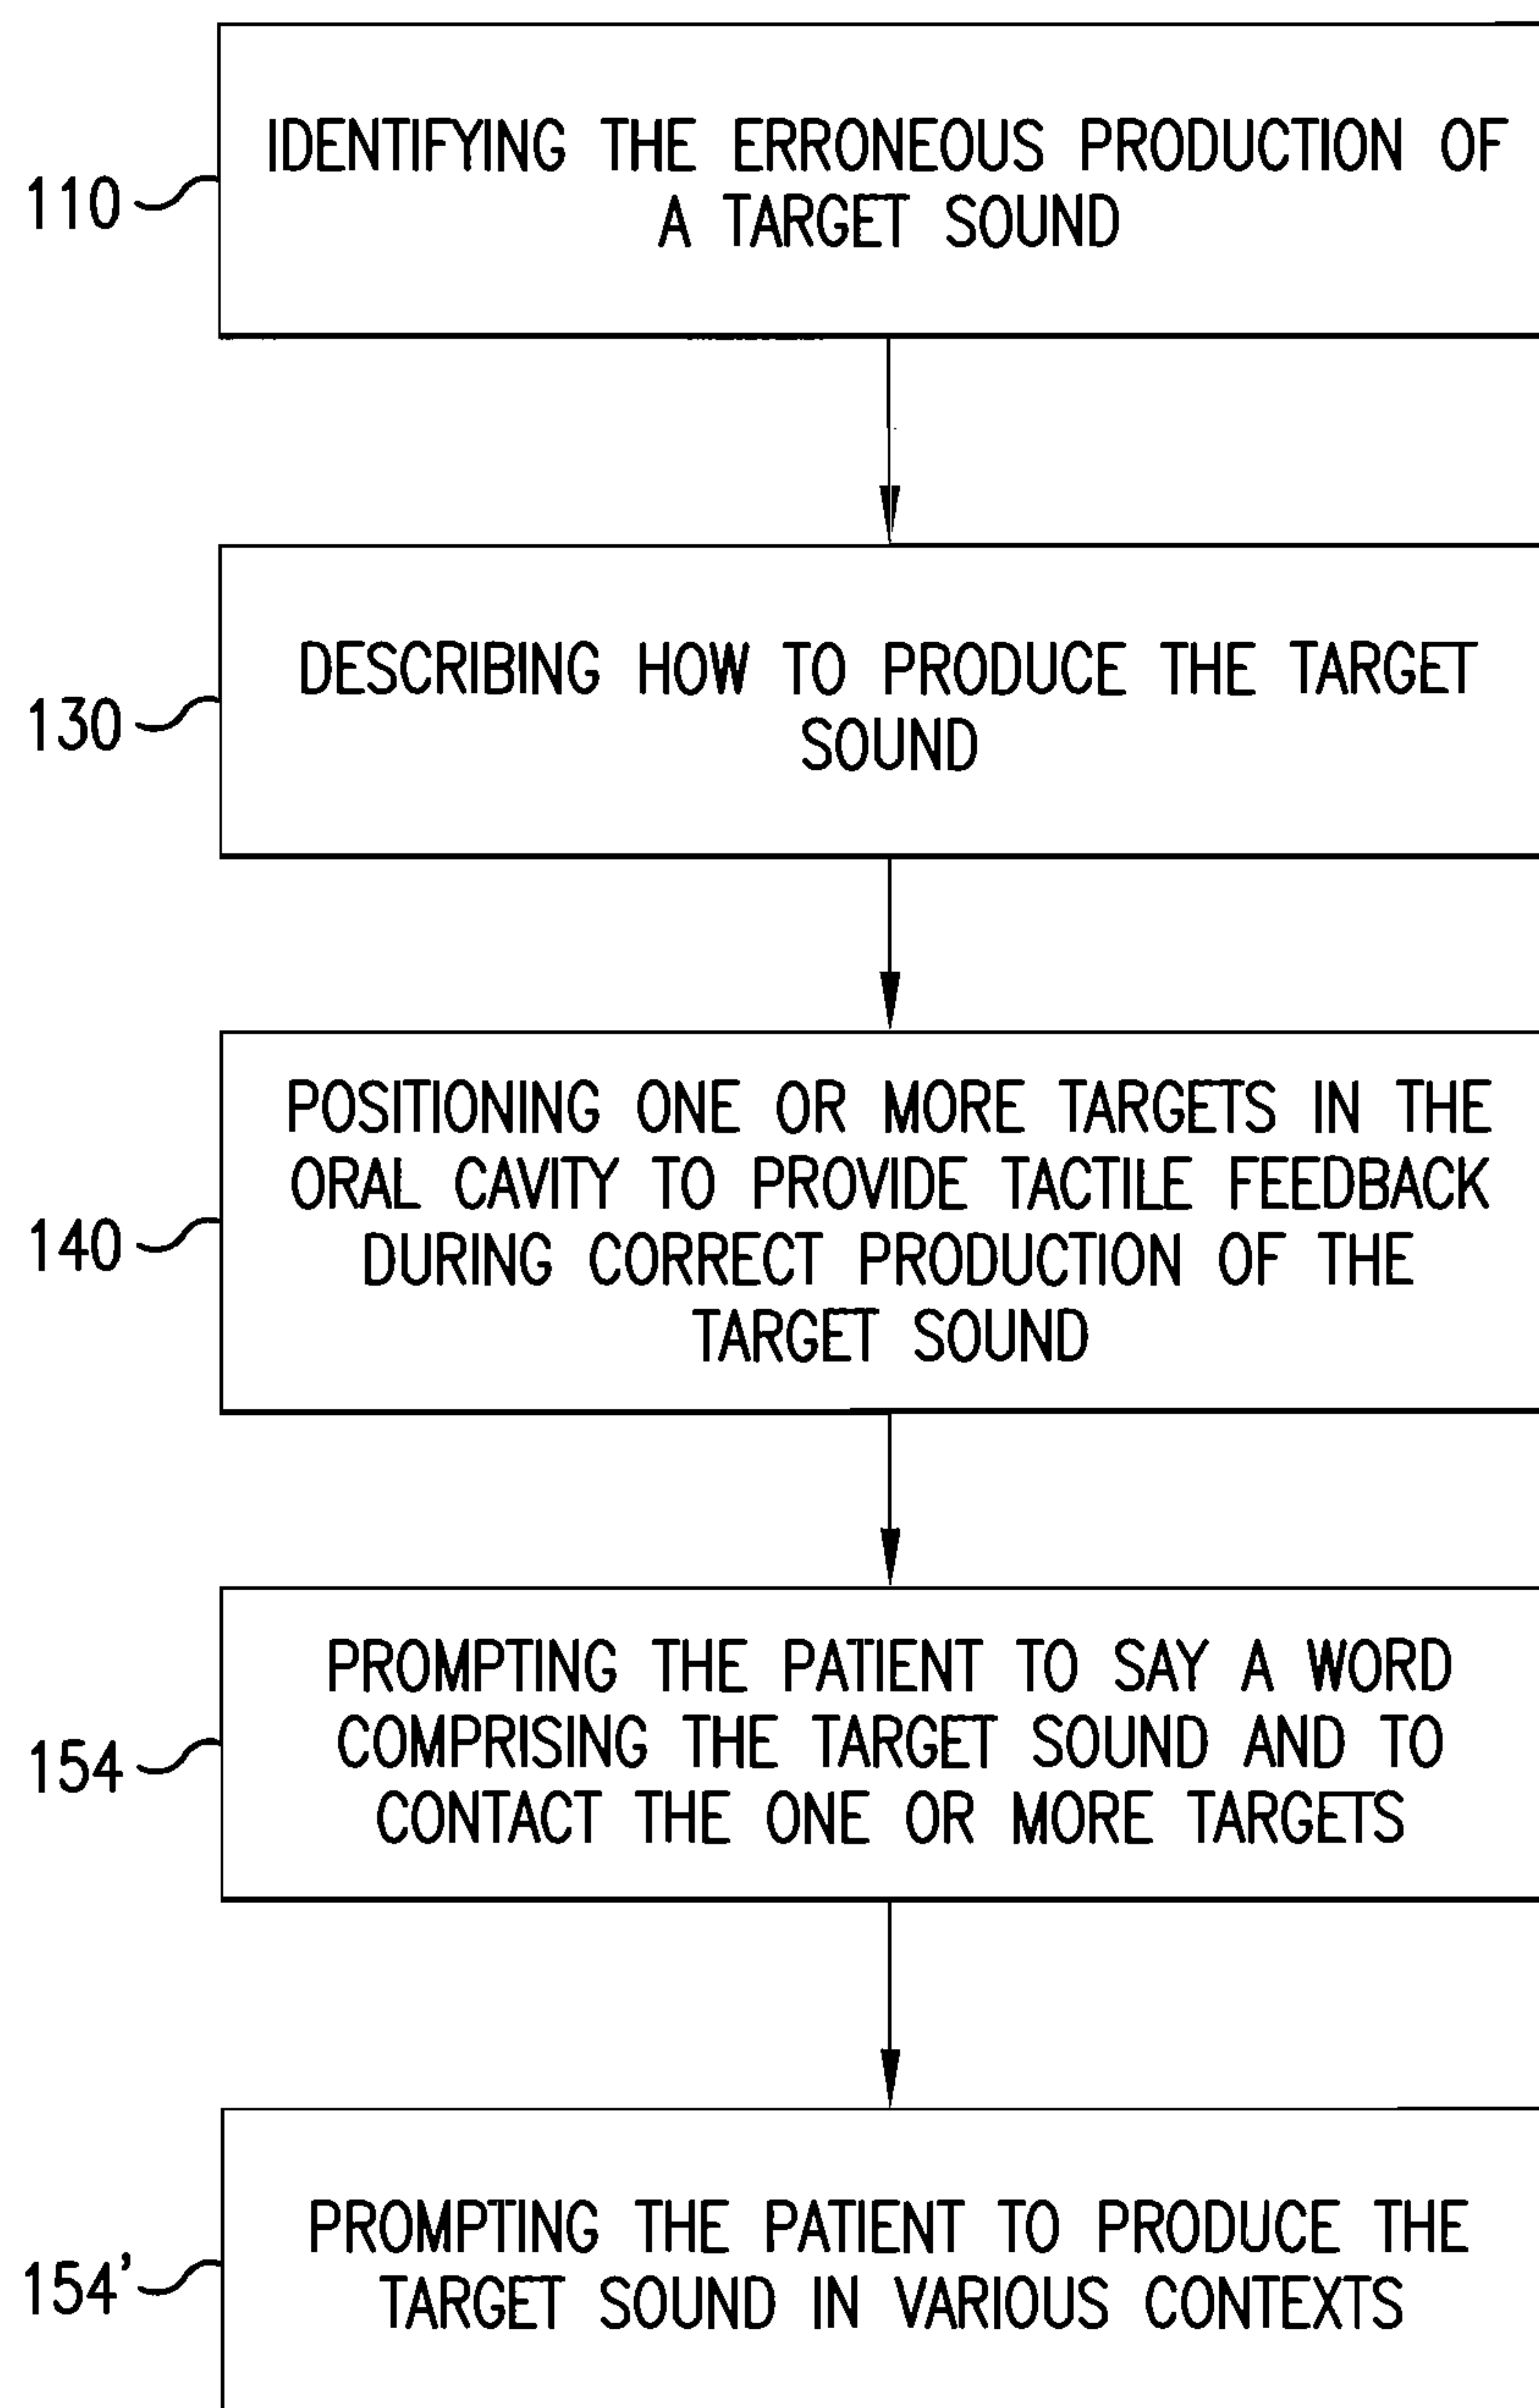 IDENTIFYING THE ERRONEOUS PRODUCTION OF
A TARGET SOUND
110
DESCRIBING HOW TO PRODUCE THE TARGET
SOUND
130
POSITIONING ONE OR MORE TARGETS IN THE
ORAL CAVITY TO PROVIDE TACTILE FEEDBACK
DURING CORRECT PRODUCTION OF THE
TARGET SOUND
140
PROMPTING THE PATIENT TO SAY A WORD
COMPRISING THE TARGET SOUND AND TO
CONTACT THE ONE OR MORE TARGETS
154
PROMPTING THE PATIENT TO PRODUCE THE
TARGET SOUND IN VARIOUS CONTEXTS
154'